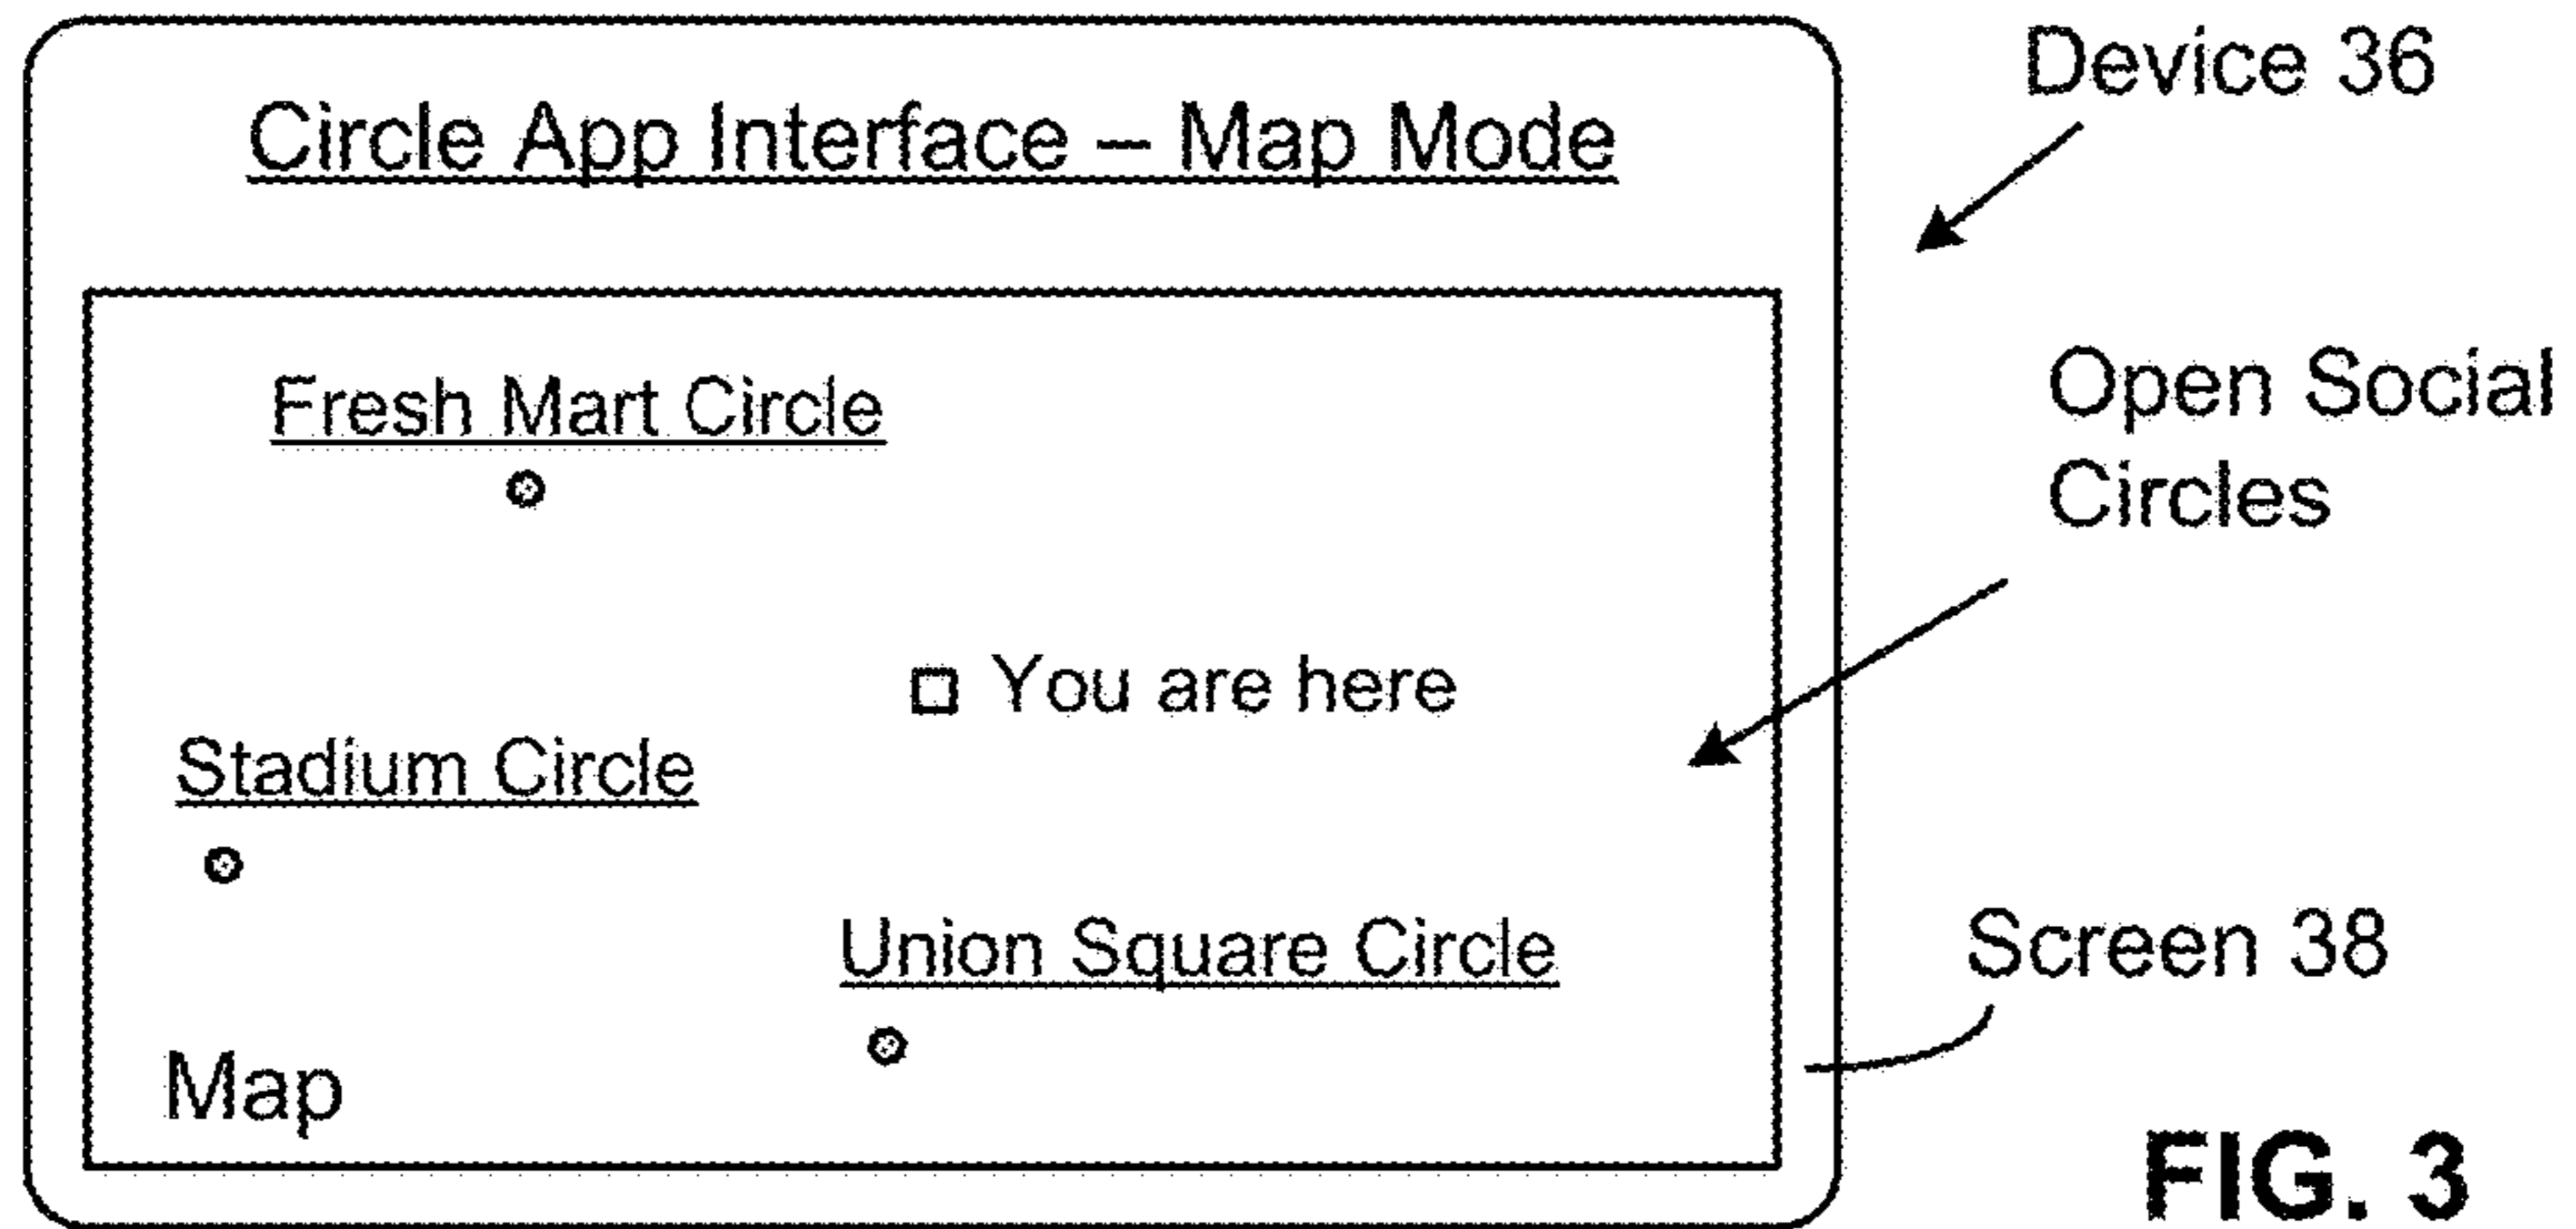 Circle App Interface – Map Mode
Device 36
Fresh Mart Circle
Open Social
Circles
You are here
Stadium Circle
Union Square Circle
Screen 38
Map
FIG. 3